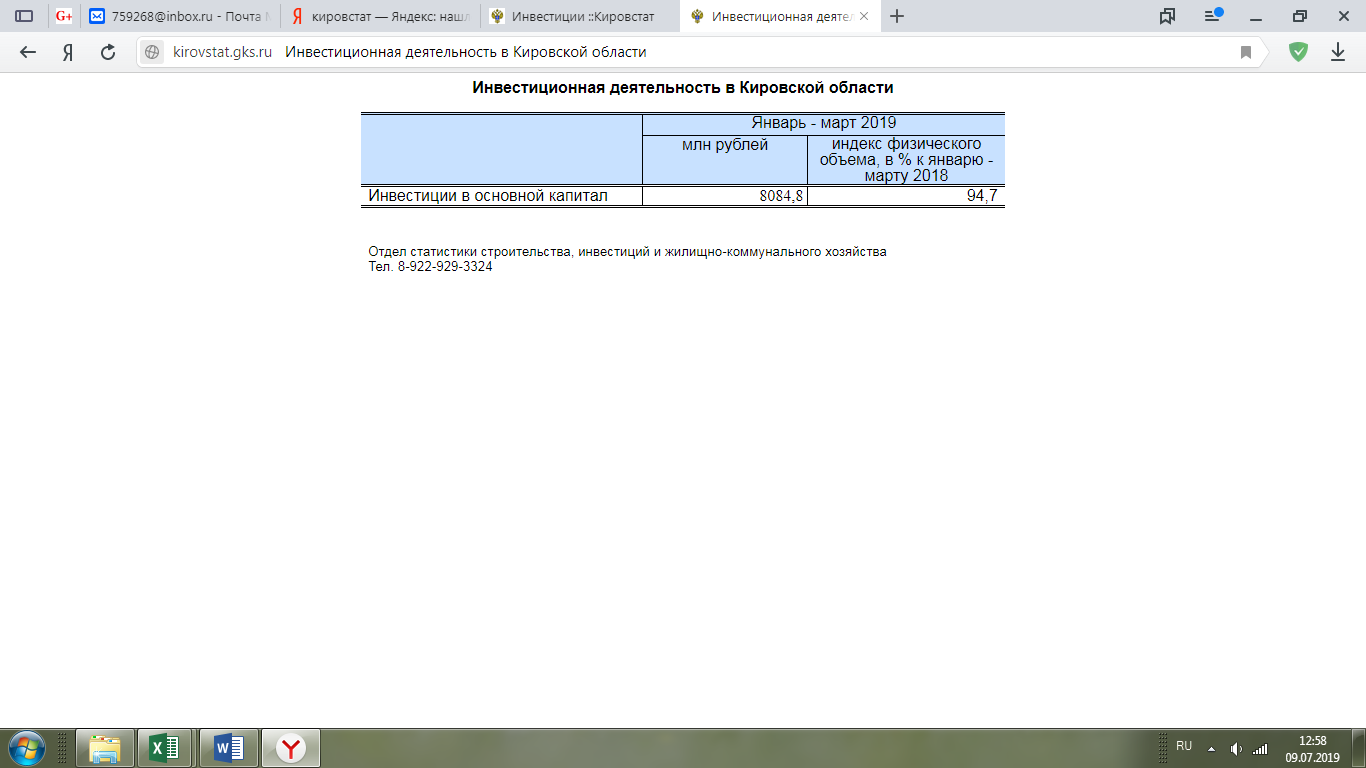 759268@inbox.ru - Почта
кировстат — Яндекс: наш
Инвестиции ::Кировстат
Инвестиционная деятел
G+
Я
kirovstat.gks.ru Инвестиционная деятельность в Кировской области
Инвестиционная деятельность в Кировской области
Январь - март 2019
млн рублей
индекс физического
объема, в % к январю -
марту 2018
Инвестиции в основной капитал 8084,8 94,7
Отдел статистики строительства, инвестиций и жилищно-коммунального хозяйства
Тел. 8-922-929-3324
RU
12:58
09.07.2019